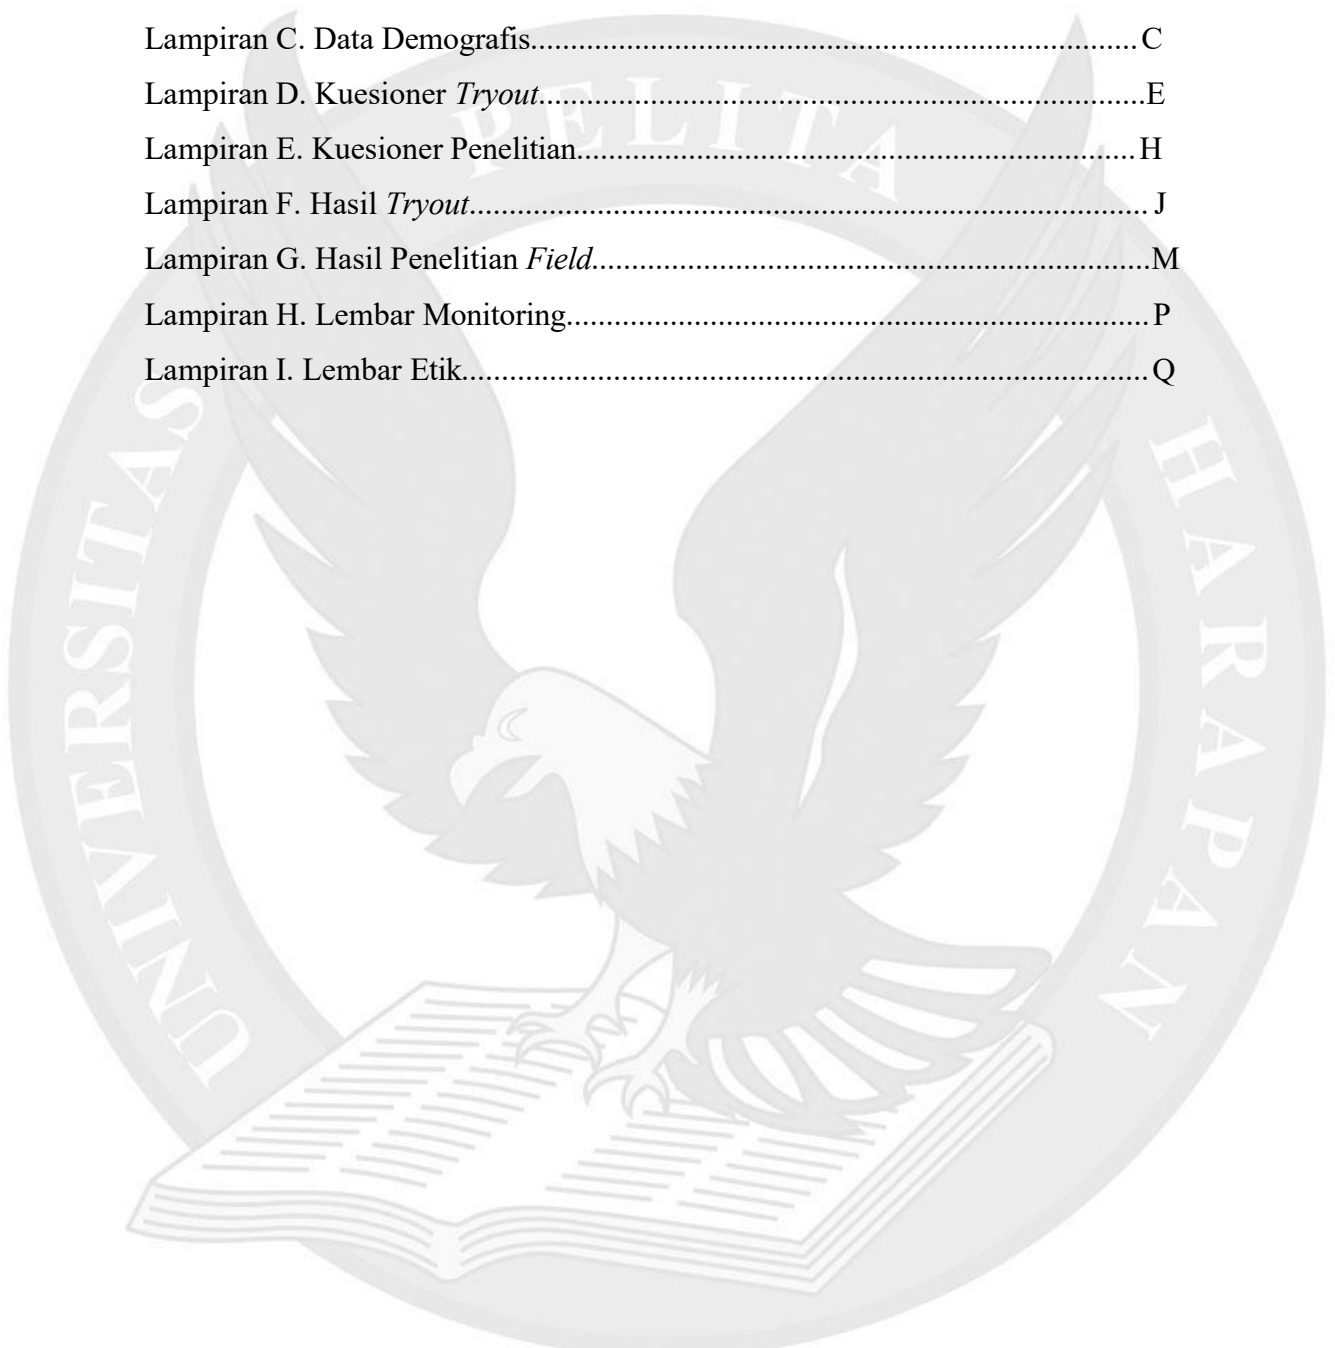 Lampiran C. Data Demografis...........................................................................C
Lampiran D. Kuesioner Tryout...........................................................................E
Lampiran E. Kuesioner Penelitian.....................................................................H
Lampiran F. Hasil Tryout....................................................................................J
Lampiran G. Hasil Penelitian Field.....................................................................M
Lampiran H. Lembar Monitoring........................................................................P
Lampiran I. Lembar Etik.....................................................................................Q
UNIVERSITAS PELITA HARAPAN